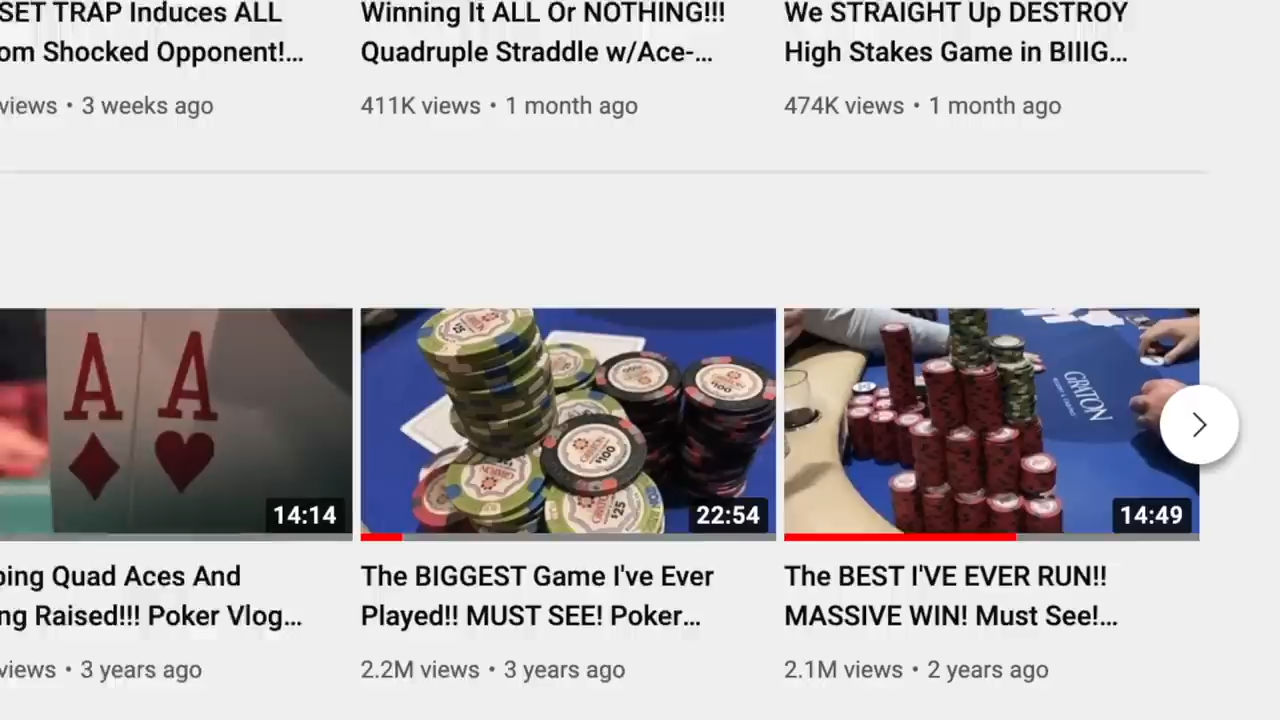 SET TRAP Induces ALL
om Shocked Opponent!...
views • 3 weeks ago
Winning It ALL Or NOTHING!!!
Quadruple Straddle w/Ace-...
411K views • 1 month ago
We STRAIGHT Up DESTROY
High Stakes Game in BIIIG...
474K views • 1 month ago
A A
14:14
$25
$100
$100
$25
22:54
GRATON
14:49
ping Quad Aces And
ng Raised!!! Poker Vlog...
views • 3 years ago
The BIGGEST Game I've Ever
Played!! MUST SEE! Poker...
2.2M views • 3 years ago
The BEST I'VE EVER RUN!!
MASSIVE WIN! Must See!...
2.1M views • 2 years ago